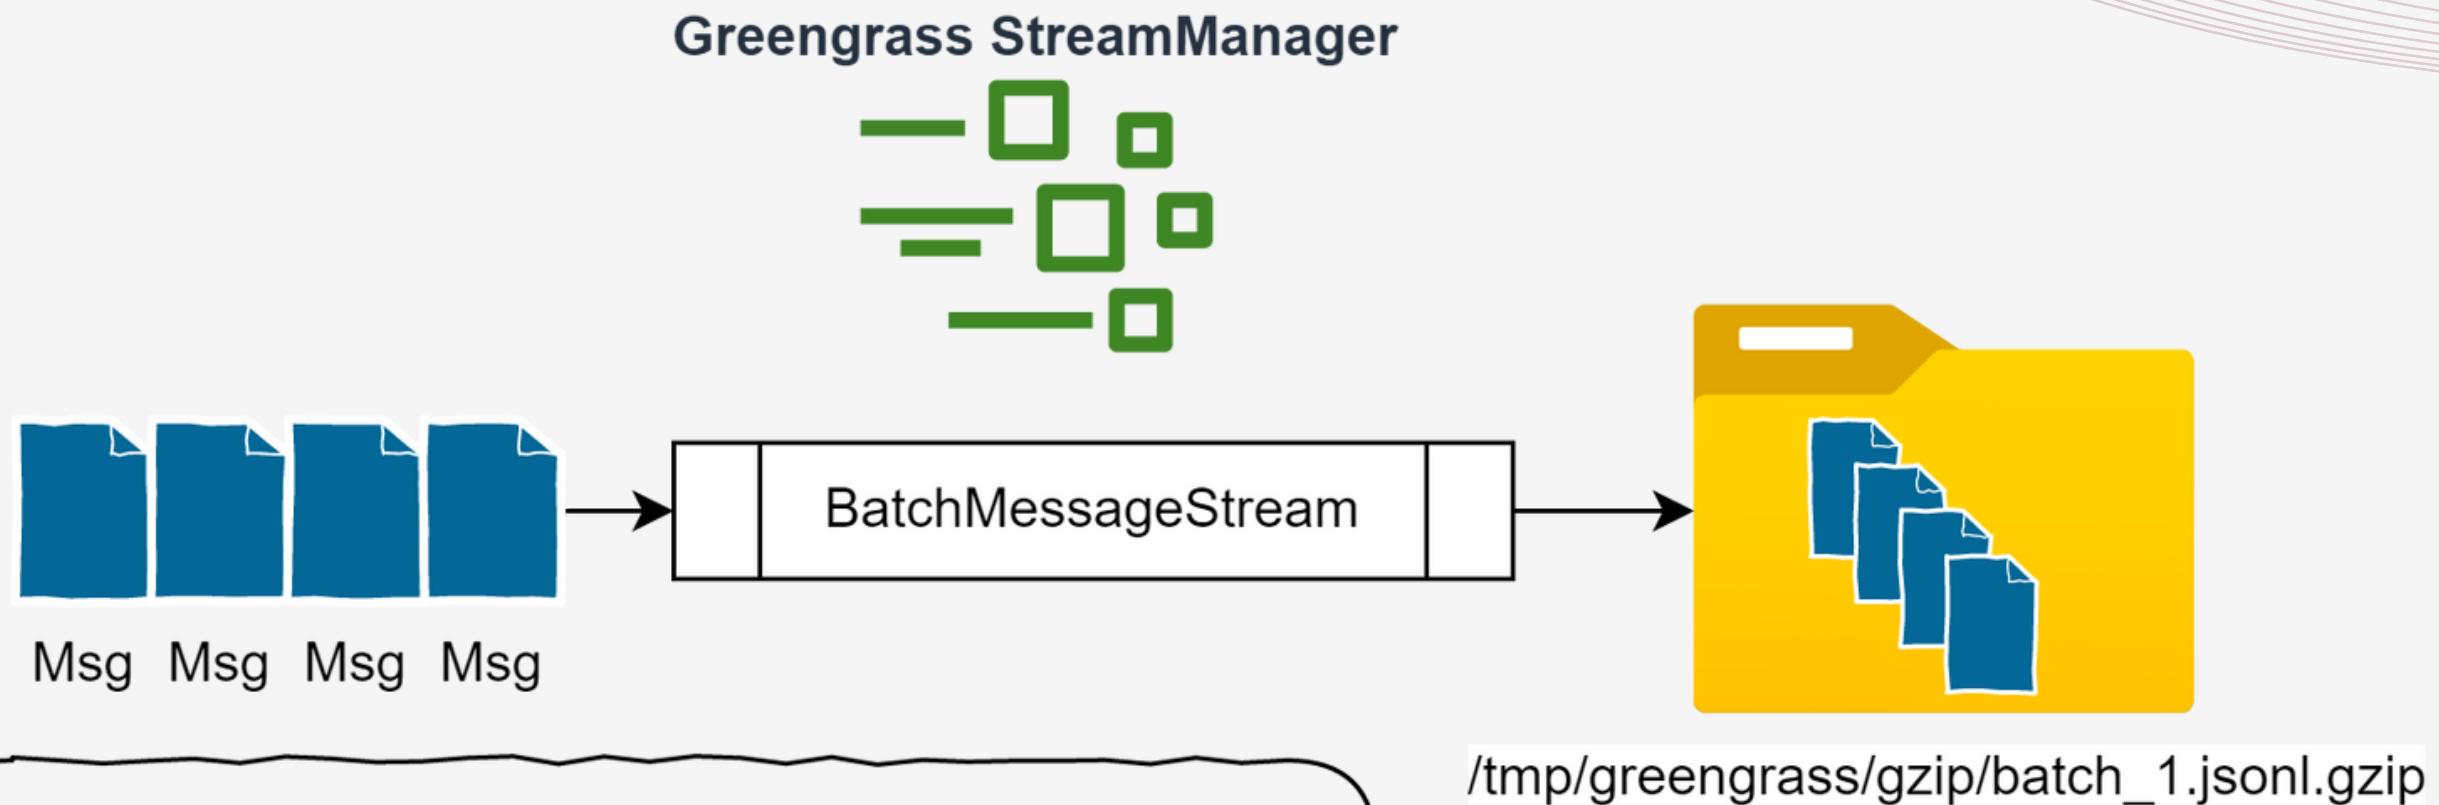 Greengrass StreamManager
BatchMessageStream
Msg Msg Msg Msg
/tmp/greengrass/gzip/batch_1.jsonl.gzip